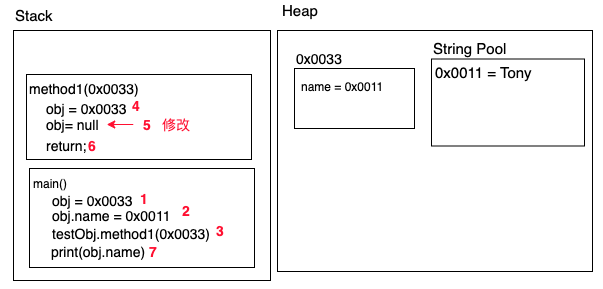 Stack
method1(0x0033)
obj = 0x0033 4
obj= null 5 修改
return; 6
main()
obj = 0x0033 1
obj.name = 0x0011 2
testObj.method1(0x0033) 3
print(obj.name) 7
Heap
0x0033
name = 0x0011
String Pool
0x0011 = Tony